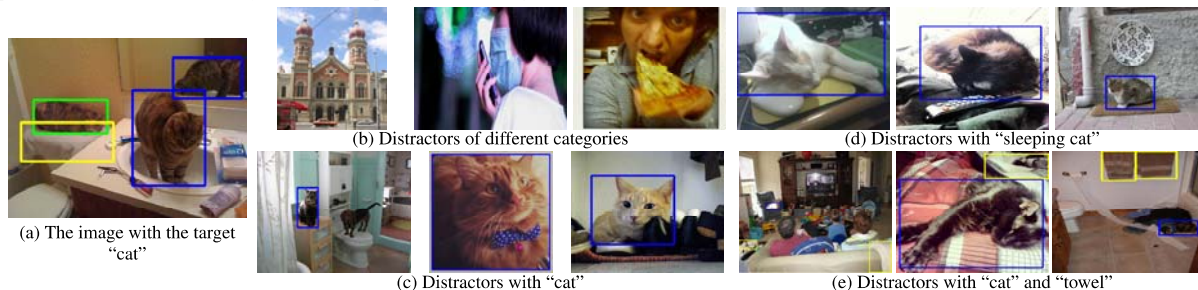 (a) The image with the target
“cat”
(b) Distractors of different categories
(c) Distractors with “cat”
(d) Distractors with “sleeping cat”
(e) Distractors with “cat” and “towel”